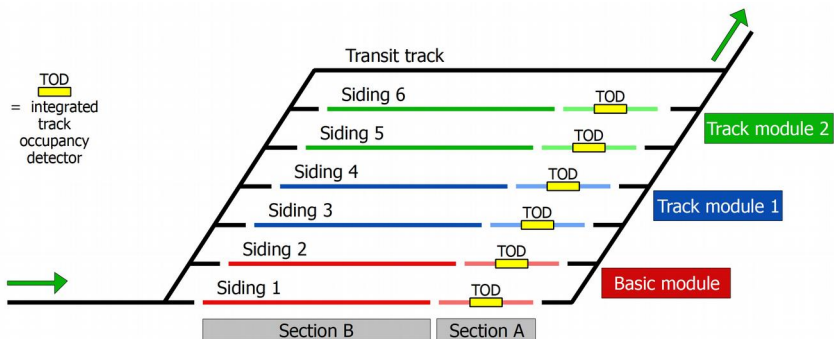 Transit track
TOD
= integrated
track
occupancy
detector
Siding 6
TOD
Siding 5
TOD
Track module 2
Siding 4
TOD
Siding 3
TOD
Track module 1
Siding 2
TOD
Siding 1
TOD
Basic module
Section B
Section A